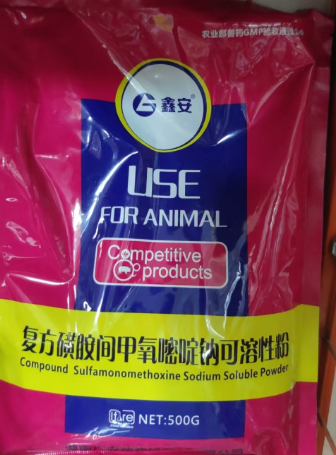 农业部兽药GMP验收通过
鑫安®
USE
FOR ANIMAL
Competitive
products
复方磺胺间甲氧嘧啶钠可溶性粉
Compound Sulfamonomethoxine Sodium Soluble Powder
NET:500G